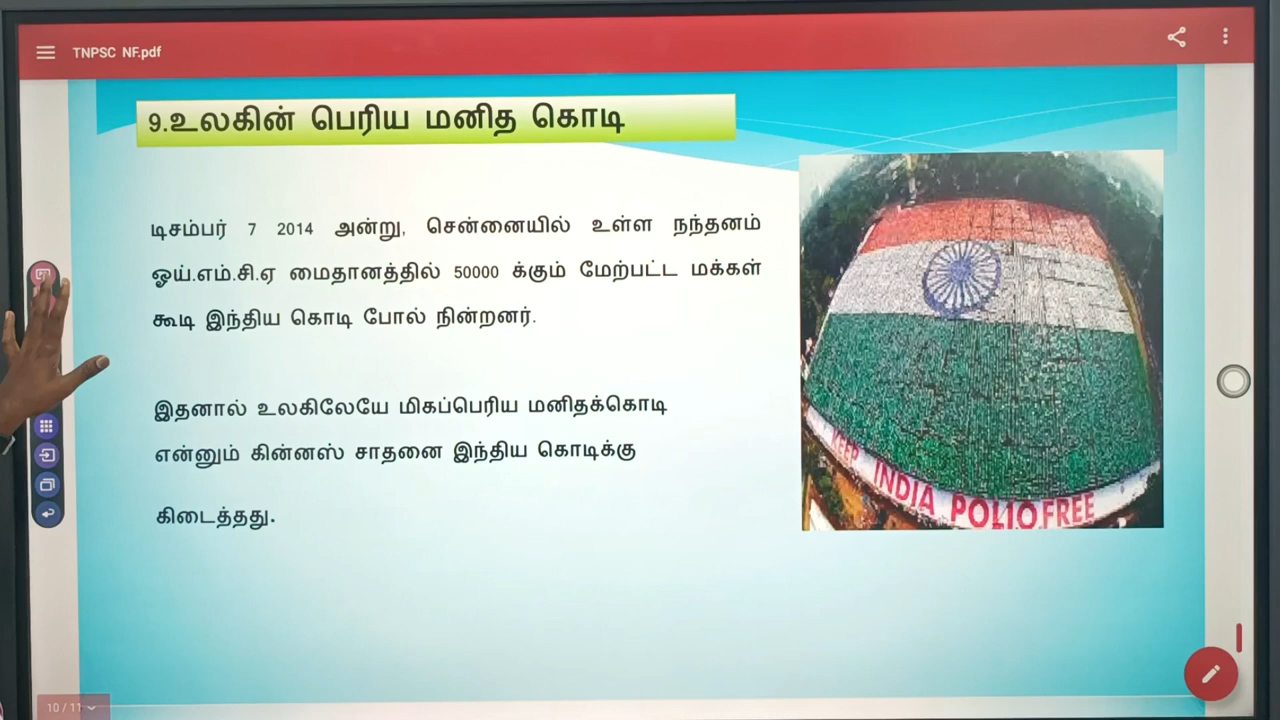 TNPSC NF.pdf
9.உலகின் பெரிய மனித கொடி
டிசம்பர் 7 2014 அன்று, சென்னையில் உள்ள நந்தனம்
ஓய்.எம்.சி.ஏ மைதானத்தில் 50000 க்கும் மேற்பட்ட மக்கள்
கூடி இந்திய கொடி போல் நின்றனர்.
இதனால் உலகிலேயே மிகப்பெரிய மனிதக்கொடி
என்னும் கின்னஸ் சாதனை இந்திய கொடிக்கு
கிடைத்தது.
KEEP INDIA POLIO FREE
10 / 11